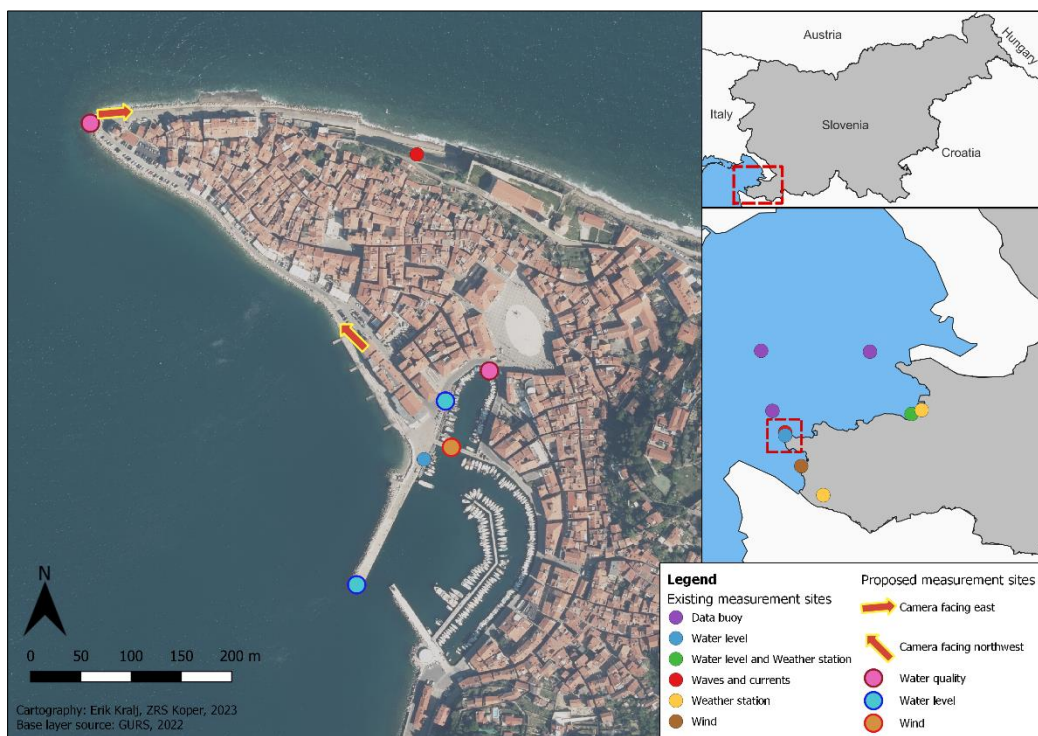 Austria
Hungary
Italy
Slovenia
Croatia
N
0 50 100 150 200 m
Cartography: Erik Kralj, ZRS Koper, 2023
Base layer source: GURS, 2022
Legend
Existing measurement sites
Data buoy
Water level
Water level and Weather station
Waves and currents
Weather station
Wind
Proposed measurement sites
Camera facing east
Camera facing northwest
Water quality
Water level
Wind